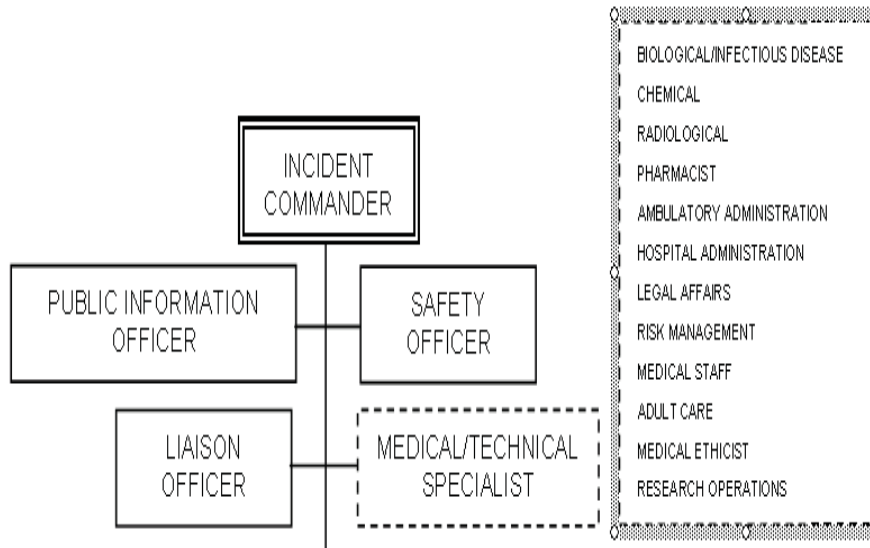 INCIDENT
COMMANDER
PUBLIC INFORMATION
OFFICER
SAFETY
OFFICER
LIAISON
OFFICER
MEDICAL/TECHNICAL
SPECIALIST
BIOLOGICAL/INFECTIOUS DISEASE
CHEMICAL
RADIOLOGICAL
PHARMACIST
AMBULATORY ADMINISTRATION
HOSPITAL ADMINISTRATION
LEGAL AFFAIRS
RISK MANAGEMENT
MEDICAL STAFF
ADULT CARE
MEDICAL ETHICIST
RESEARCH OPERATIONS